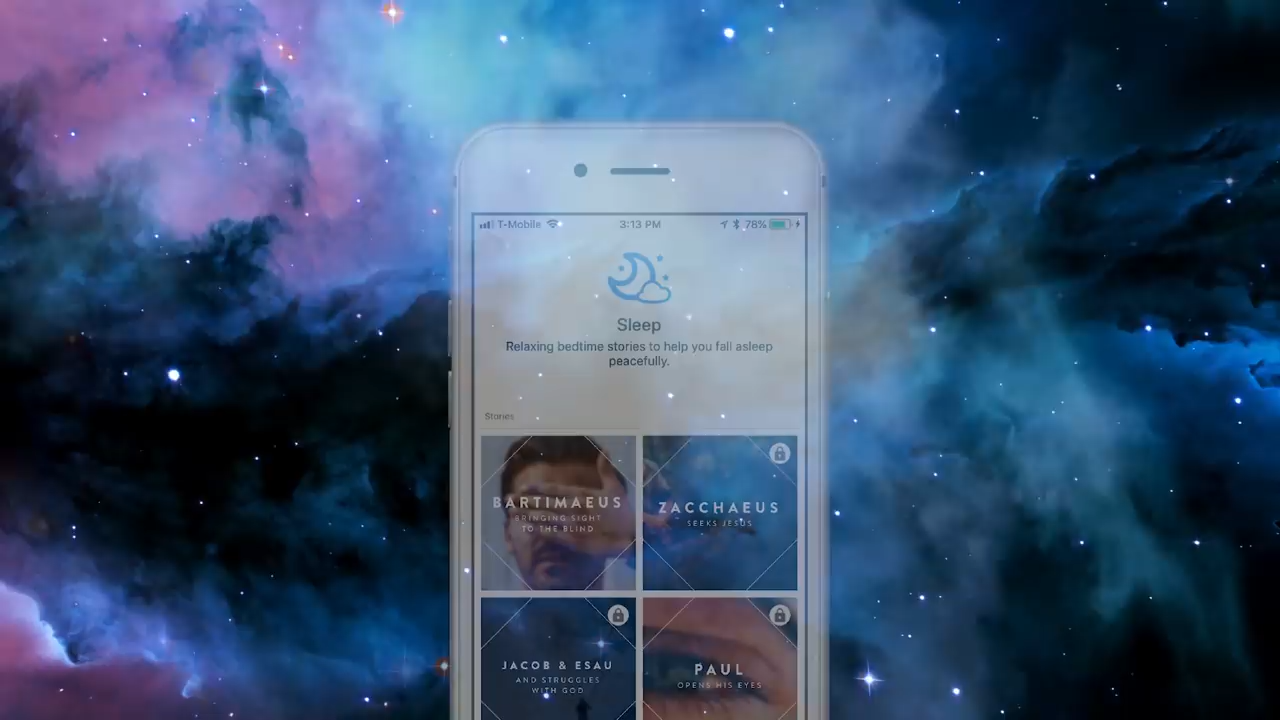 T-Mobile 3:13 PM 78%
Sleep
Relaxing bedtime stories to help you fall asleep
peacefully.
Stories
BARTIMAEUS
BRINGING SIGHT
TO THE BLIND
ZACCHAEUS
SEEKS JESUS
JACOB & ESAU
AND STRUGGLES
WITH GOD
PAUL
OPENS HIS EYES